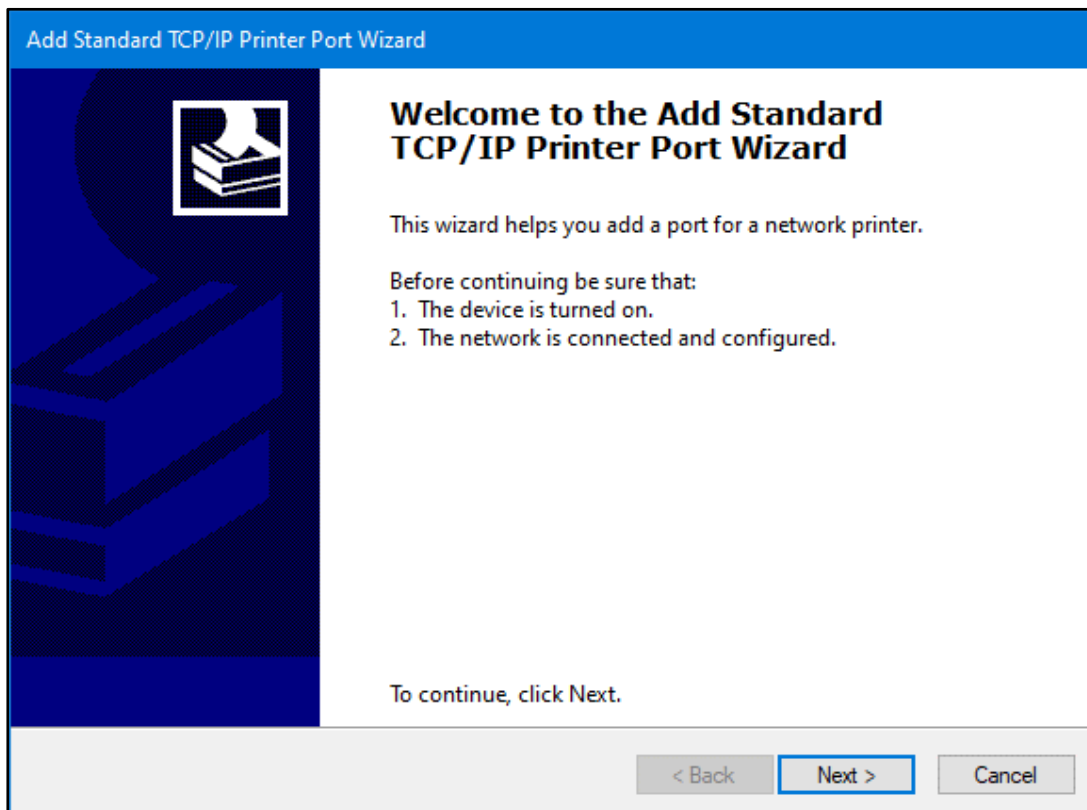 Add Standard TCP/IP Printer Port Wizard
Welcome to the Add Standard
TCP/IP Printer Port Wizard
This wizard helps you add a port for a network printer.
Before continuing be sure that:
1. The device is turned on.
2. The network is connected and configured.
To continue, click Next.
< Back
Next >
Cancel